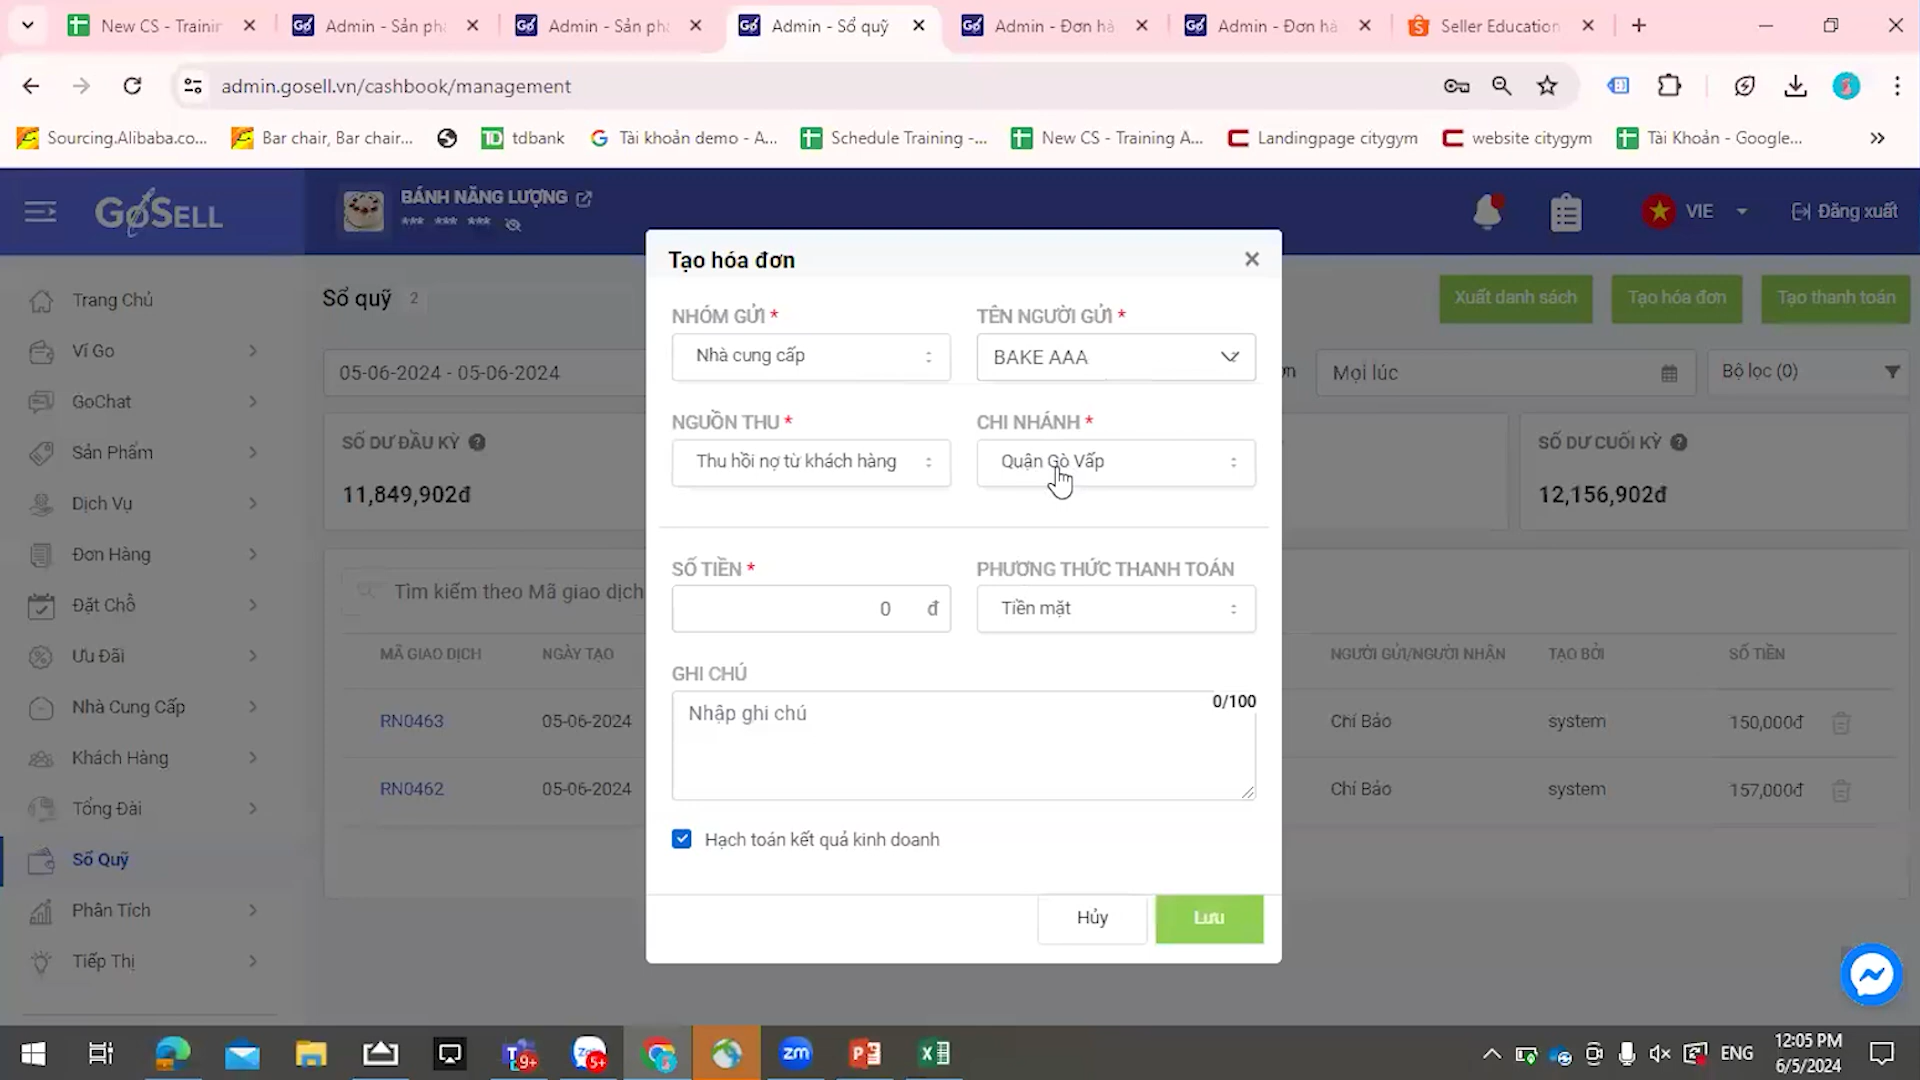 New CS - Trainir
Admin - Sản phẩ
Admin - Sản phẩ
Admin - Sổ quỹ
Admin - Đơn hà
Admin - Đơn hà
Seller Education
admin.gosell.vn/cashbook/management
Sourcing.Alibaba.co...
Bar chair, Bar chair...
tdbank
Tài khoản demo - A...
Schedule Training -...
New CS - Training A...
Landingpage citygym
website citygym
Tài Khoản - Google...
GoSELL
BÁNH NĂNG LƯỢNG
*** *** ***
VIE
Đăng xuất
Trang Chủ
Ví Go
GoChat
Sản Phẩm
Dịch Vụ
Đơn Hàng
Đặt Chỗ
Ưu Đãi
Nhà Cung Cấp
Khách Hàng
Tổng Đài
Sổ Quỹ
Phân Tích
Tiếp Thị
Sổ quỹ 2
Xuất danh sách
Tạo hóa đơn
Tạo thanh toán
05-06-2024 - 05-06-2024
Mọi lúc
Bộ lọc (0)
SỐ DƯ ĐẦU KỲ
11,849,902đ
SỐ DƯ CUỐI KỲ
12,156,902đ
Tìm kiếm theo Mã giao dịch
MÃ GIAO DỊCH
NGÀY TẠO
NGƯỜI GỬI/NGƯỜI NHẬN
TẠO BỞI
SỐ TIỀN
RN0463
05-06-2024
Chí Bảo
system
150,000đ
RN0462
05-06-2024
Chí Bảo
system
157,000đ
Tạo hóa đơn
NHÓM GỬI *
TÊN NGƯỜI GỬI *
Nhà cung cấp
BAKE AAA
NGUỒN THU *
CHI NHÁNH *
Thu hồi nợ từ khách hàng
Quận Gò Vấp
SỐ TIỀN *
PHƯƠNG THỨC THANH TOÁN
0 đ
Tiền mặt
GHI CHÚ
0/100
Nhập ghi chú
Hạch toán kết quả kinh doanh
Hủy
Lưu
9+
5+
zm
ENG
12:05 PM
6/5/2024